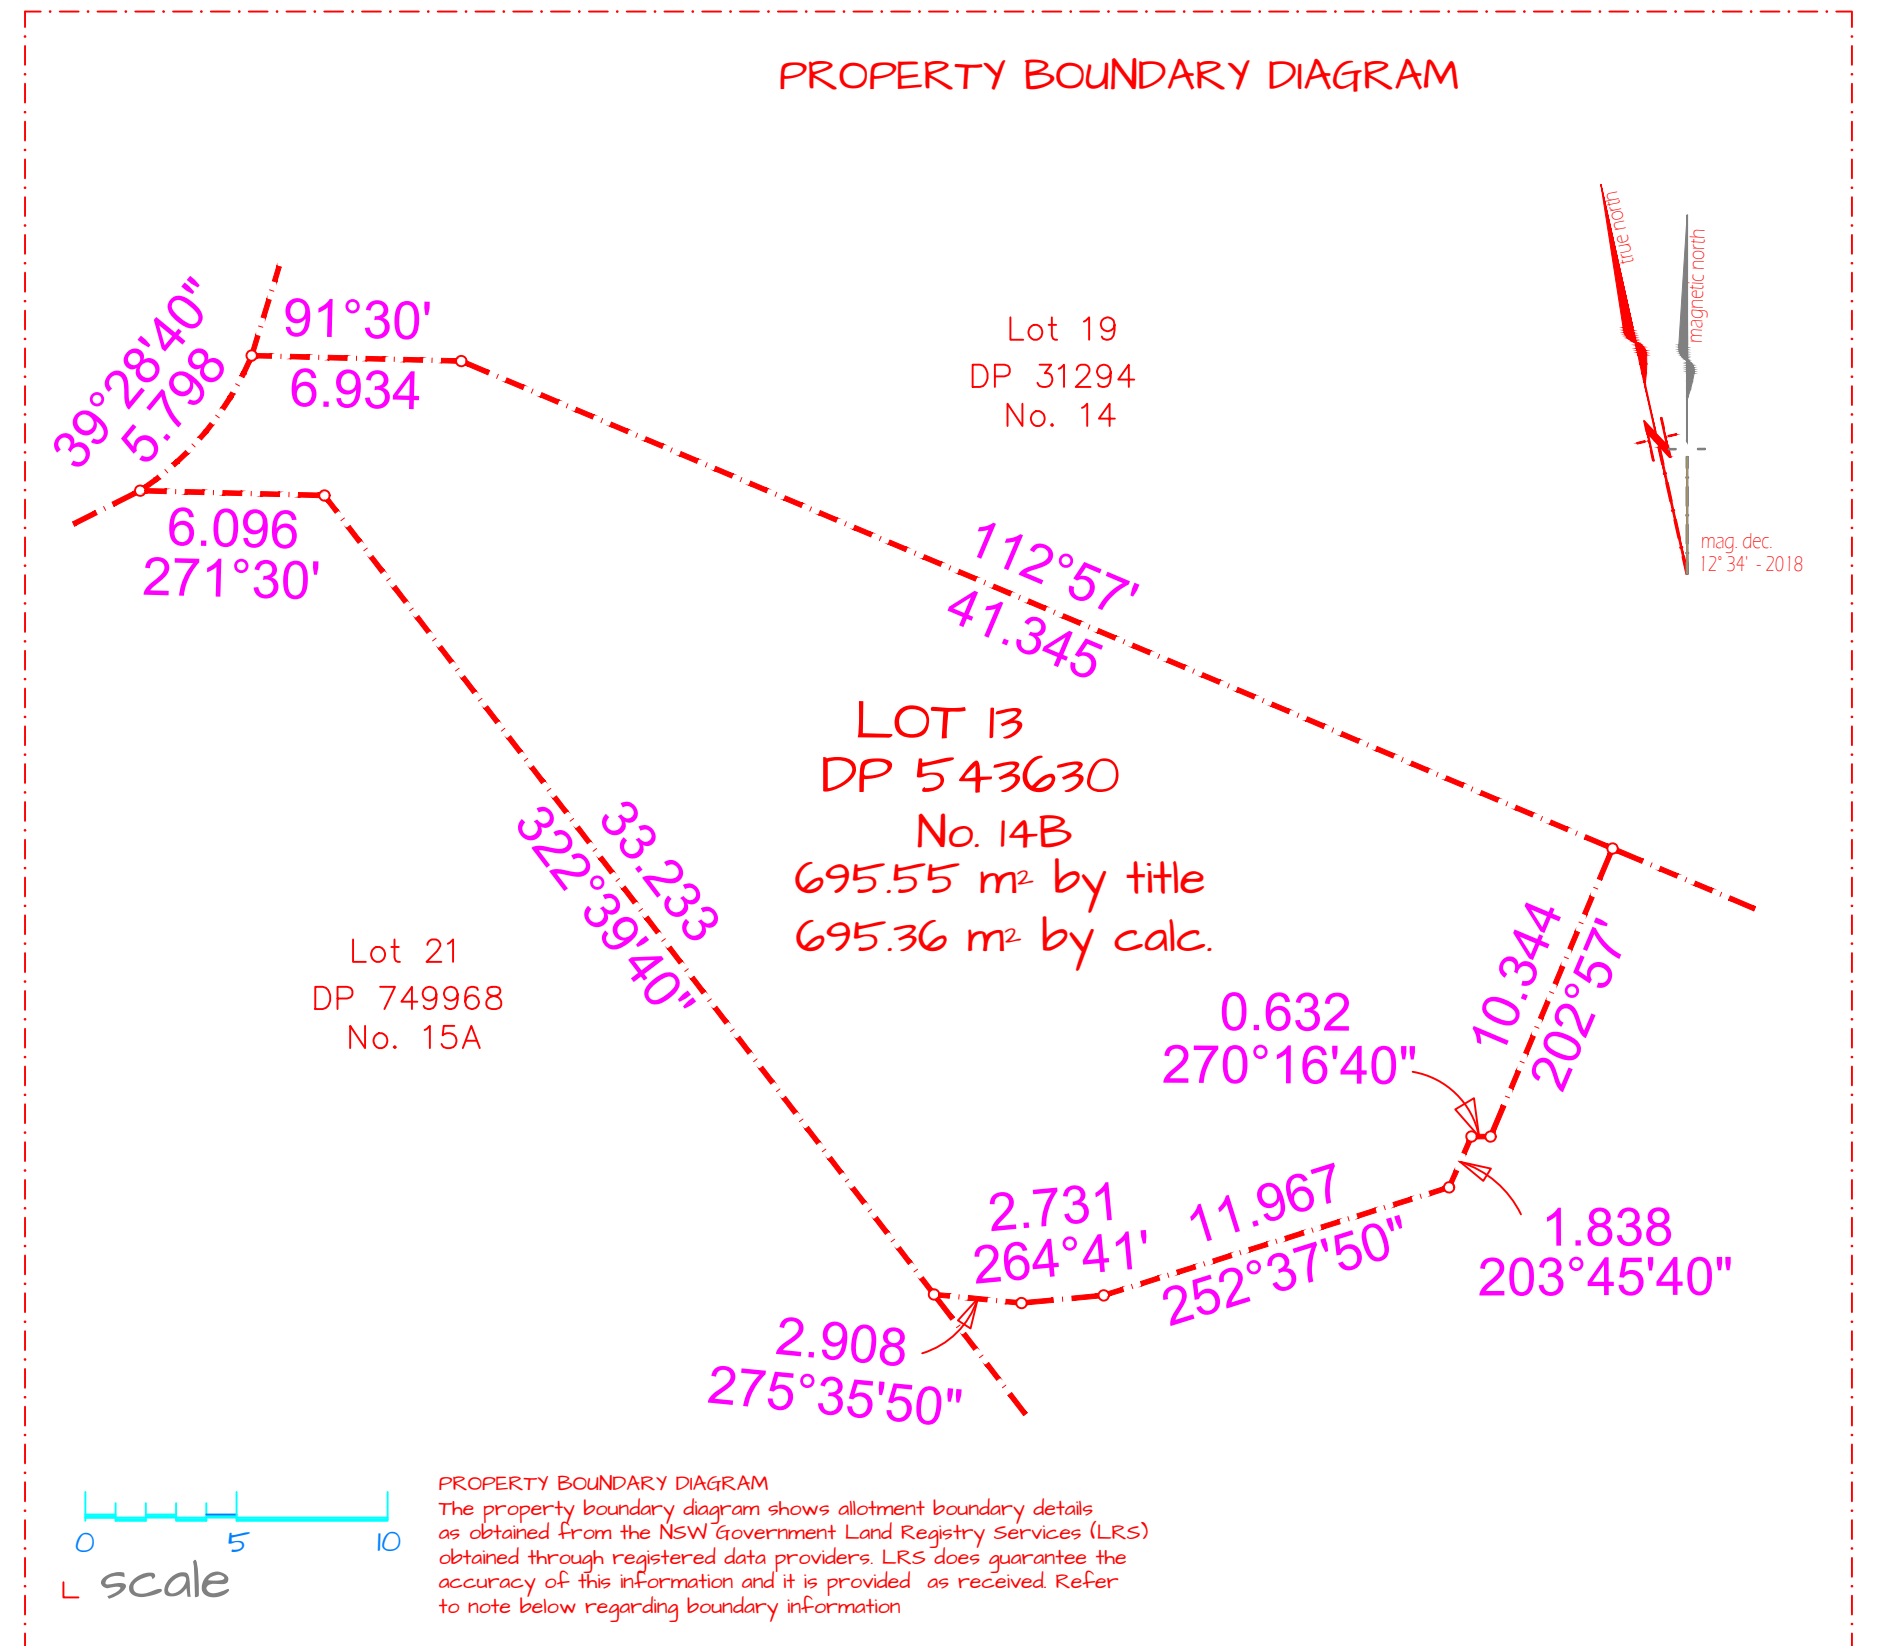 PROPERTY BOUNDARY DIAGRAM
true north
magnetic north
mag. dec.
12° 34' - 2018
39°28'40"
5.798
91°30'
6.934
6.096
271°30'
Lot 19
DP 31294
No. 14
112°57'
41.345
LOT 13
DP 543630
No. 14B
695.55 m² by title
695.36 m² by calc.
33.233
322°39'40"
Lot 21
DP 749968
No. 15A
10.344
202°57'
0.632
270°16'40"
1.838
203°45'40"
11.967
252°37'50"
2.731
264°41'
2.908
275°35'50"
0 5 10
scale
PROPERTY BOUNDARY DIAGRAM
The property boundary diagram shows allotment boundary details
as obtained from the NSW Government Land Registry Services (LRS)
obtained through registered data providers. LRS does guarantee the
accuracy of this information and it is provided as received. Refer
to note below regarding boundary information